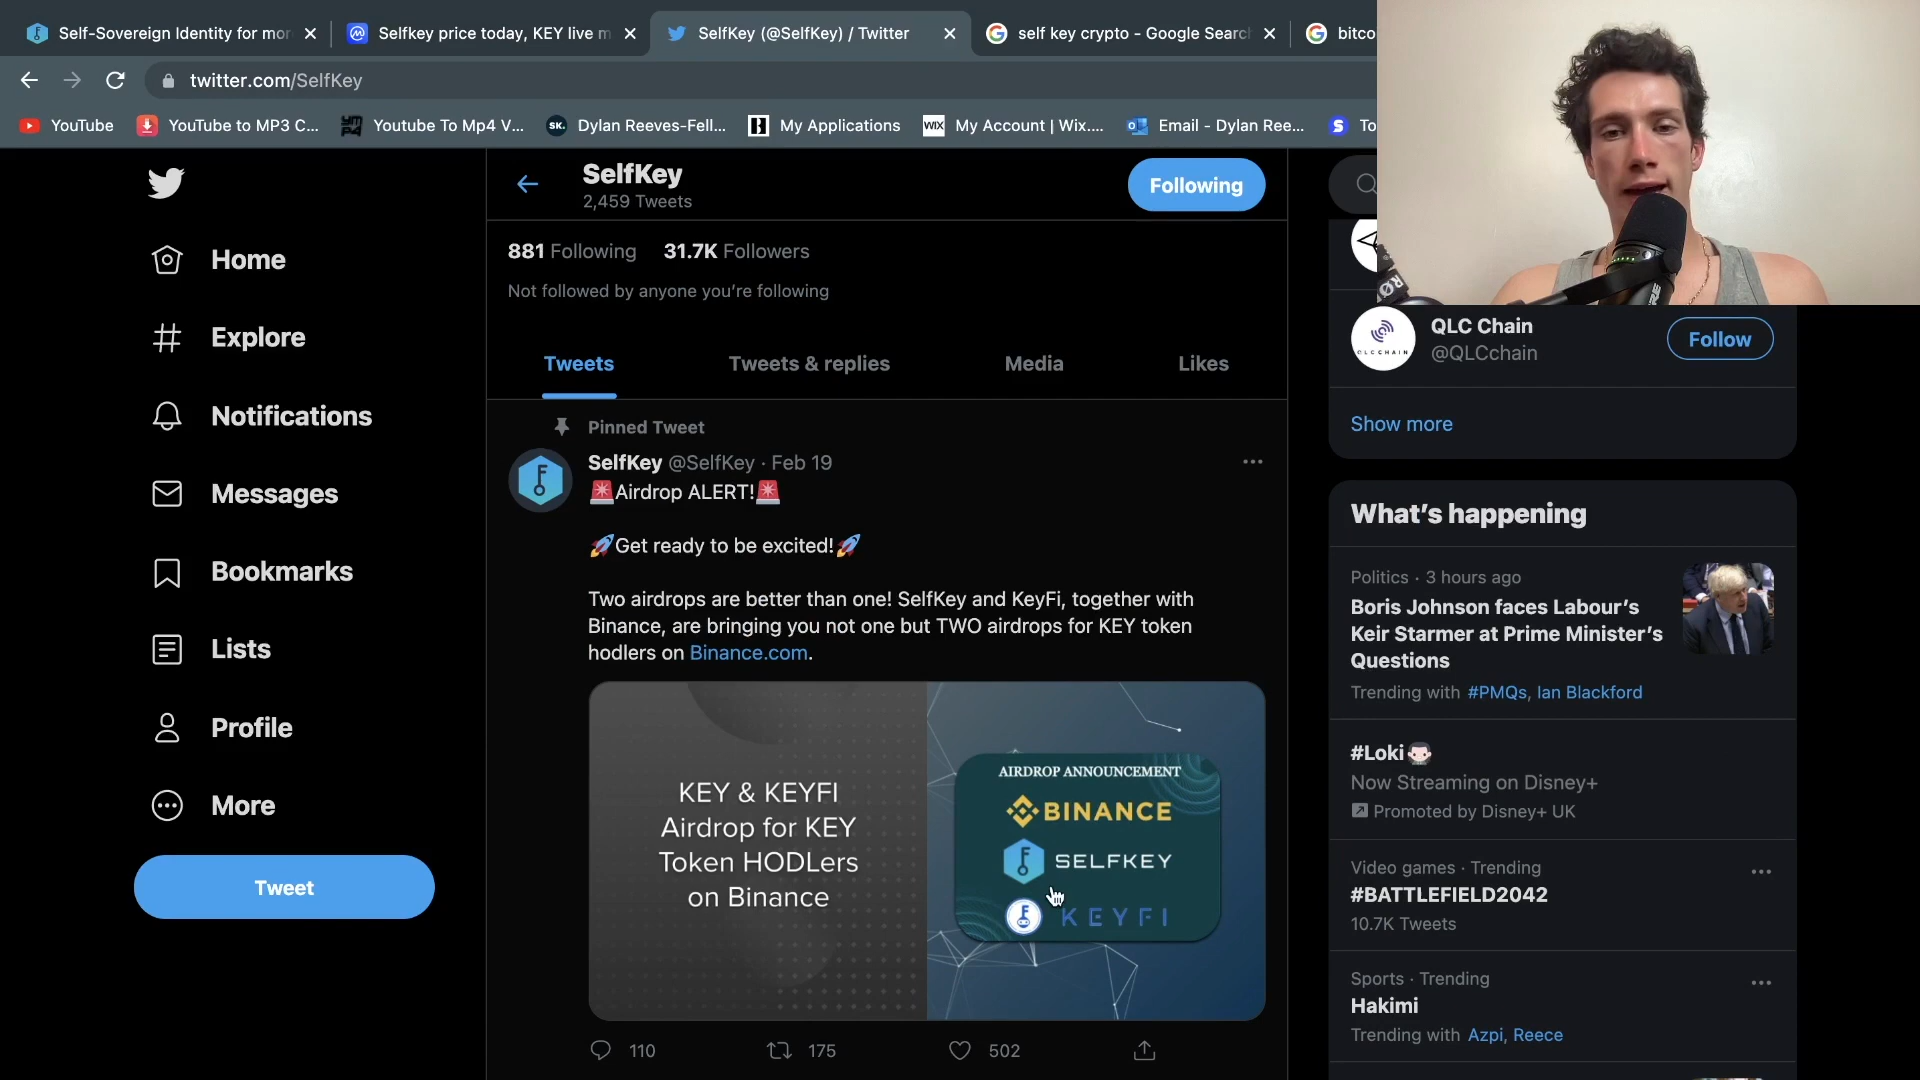 Self-Sovereign Identity for mor
Selfkey price today, KEY live m
SelfKey (@SelfKey) / Twitter
self key crypto - Google Search
bitco
twitter.com/SelfKey
YouTube
YouTube to MP3 C...
Youtube To Mp4 V...
SK.
Dylan Reeves-Fell...
My Applications
WIX
My Account | Wix....
Email - Dylan Ree...
To
SelfKey
2,459 Tweets
Following
881 Following
31.7K Followers
Not followed by anyone you're following
Tweets
Tweets & replies
Media
Likes
Home
Explore
Notifications
Messages
Bookmarks
Lists
Profile
More
Tweet
Pinned Tweet
SelfKey @SelfKey · Feb 19
🚨Airdrop ALERT!🚨
🚀Get ready to be excited!🚀
Two airdrops are better than one! SelfKey and KeyFi, together with
Binance, are bringing you not one but TWO airdrops for KEY token
hodlers on Binance.com.
KEY & KEYFI
Airdrop for KEY
Token HODLers
on Binance
AIRDROP ANNOUNCEMENT
BINANCE
SELFKEY
KEYFI
110
175
502
QLC Chain
@QLCchain
QLCCHAIN
Follow
Show more
What's happening
Politics · 3 hours ago
Boris Johnson faces Labour's
Keir Starmer at Prime Minister's
Questions
Trending with #PMQs, Ian Blackford
#Loki
Now Streaming on Disney+
Promoted by Disney+ UK
Video games · Trending
#BATTLEFIELD2042
10.7K Tweets
Sports · Trending
Hakimi
Trending with Azpi, Reece